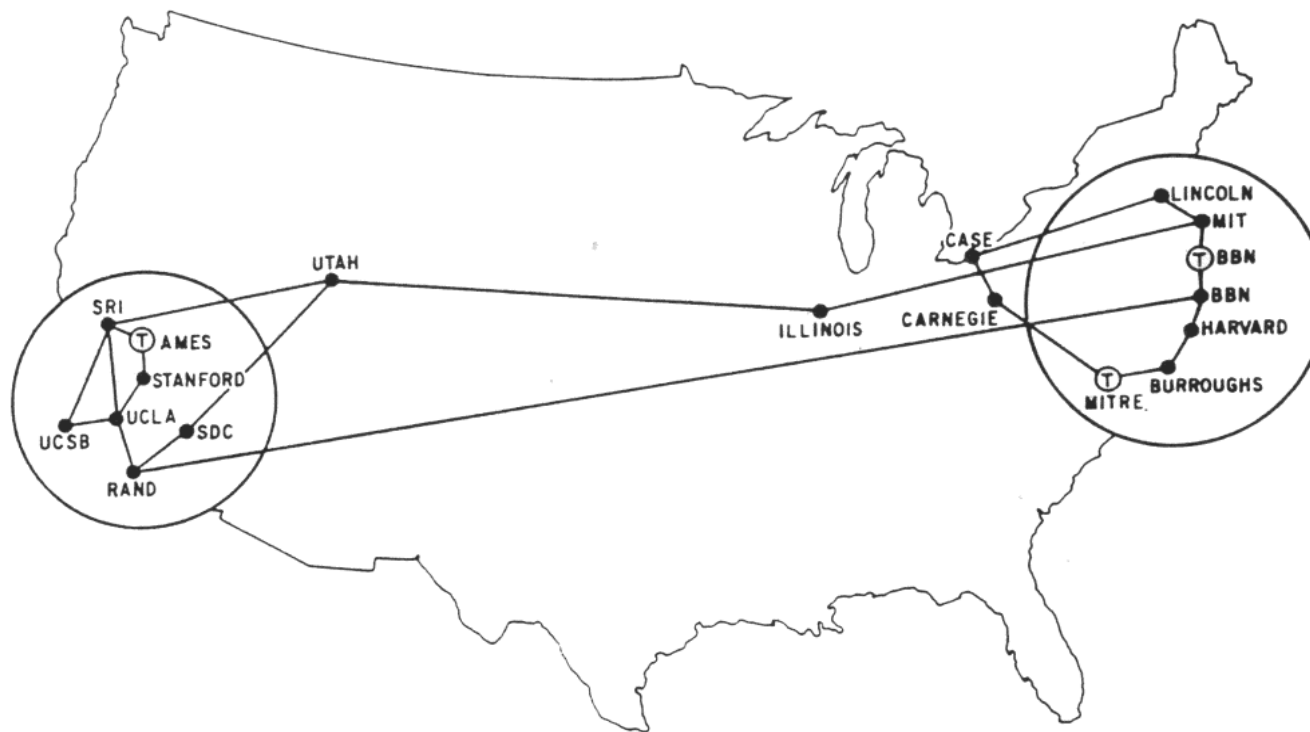 LINCOLN
MIT
CASE
T BBN
UTAH
BBN
SRI
ILLINOIS
CARNEGIE
HARVARD
T AMES
STANFORD
BURROUGHS
T
MITRE
UCLA
UCSB
SDC
RAND